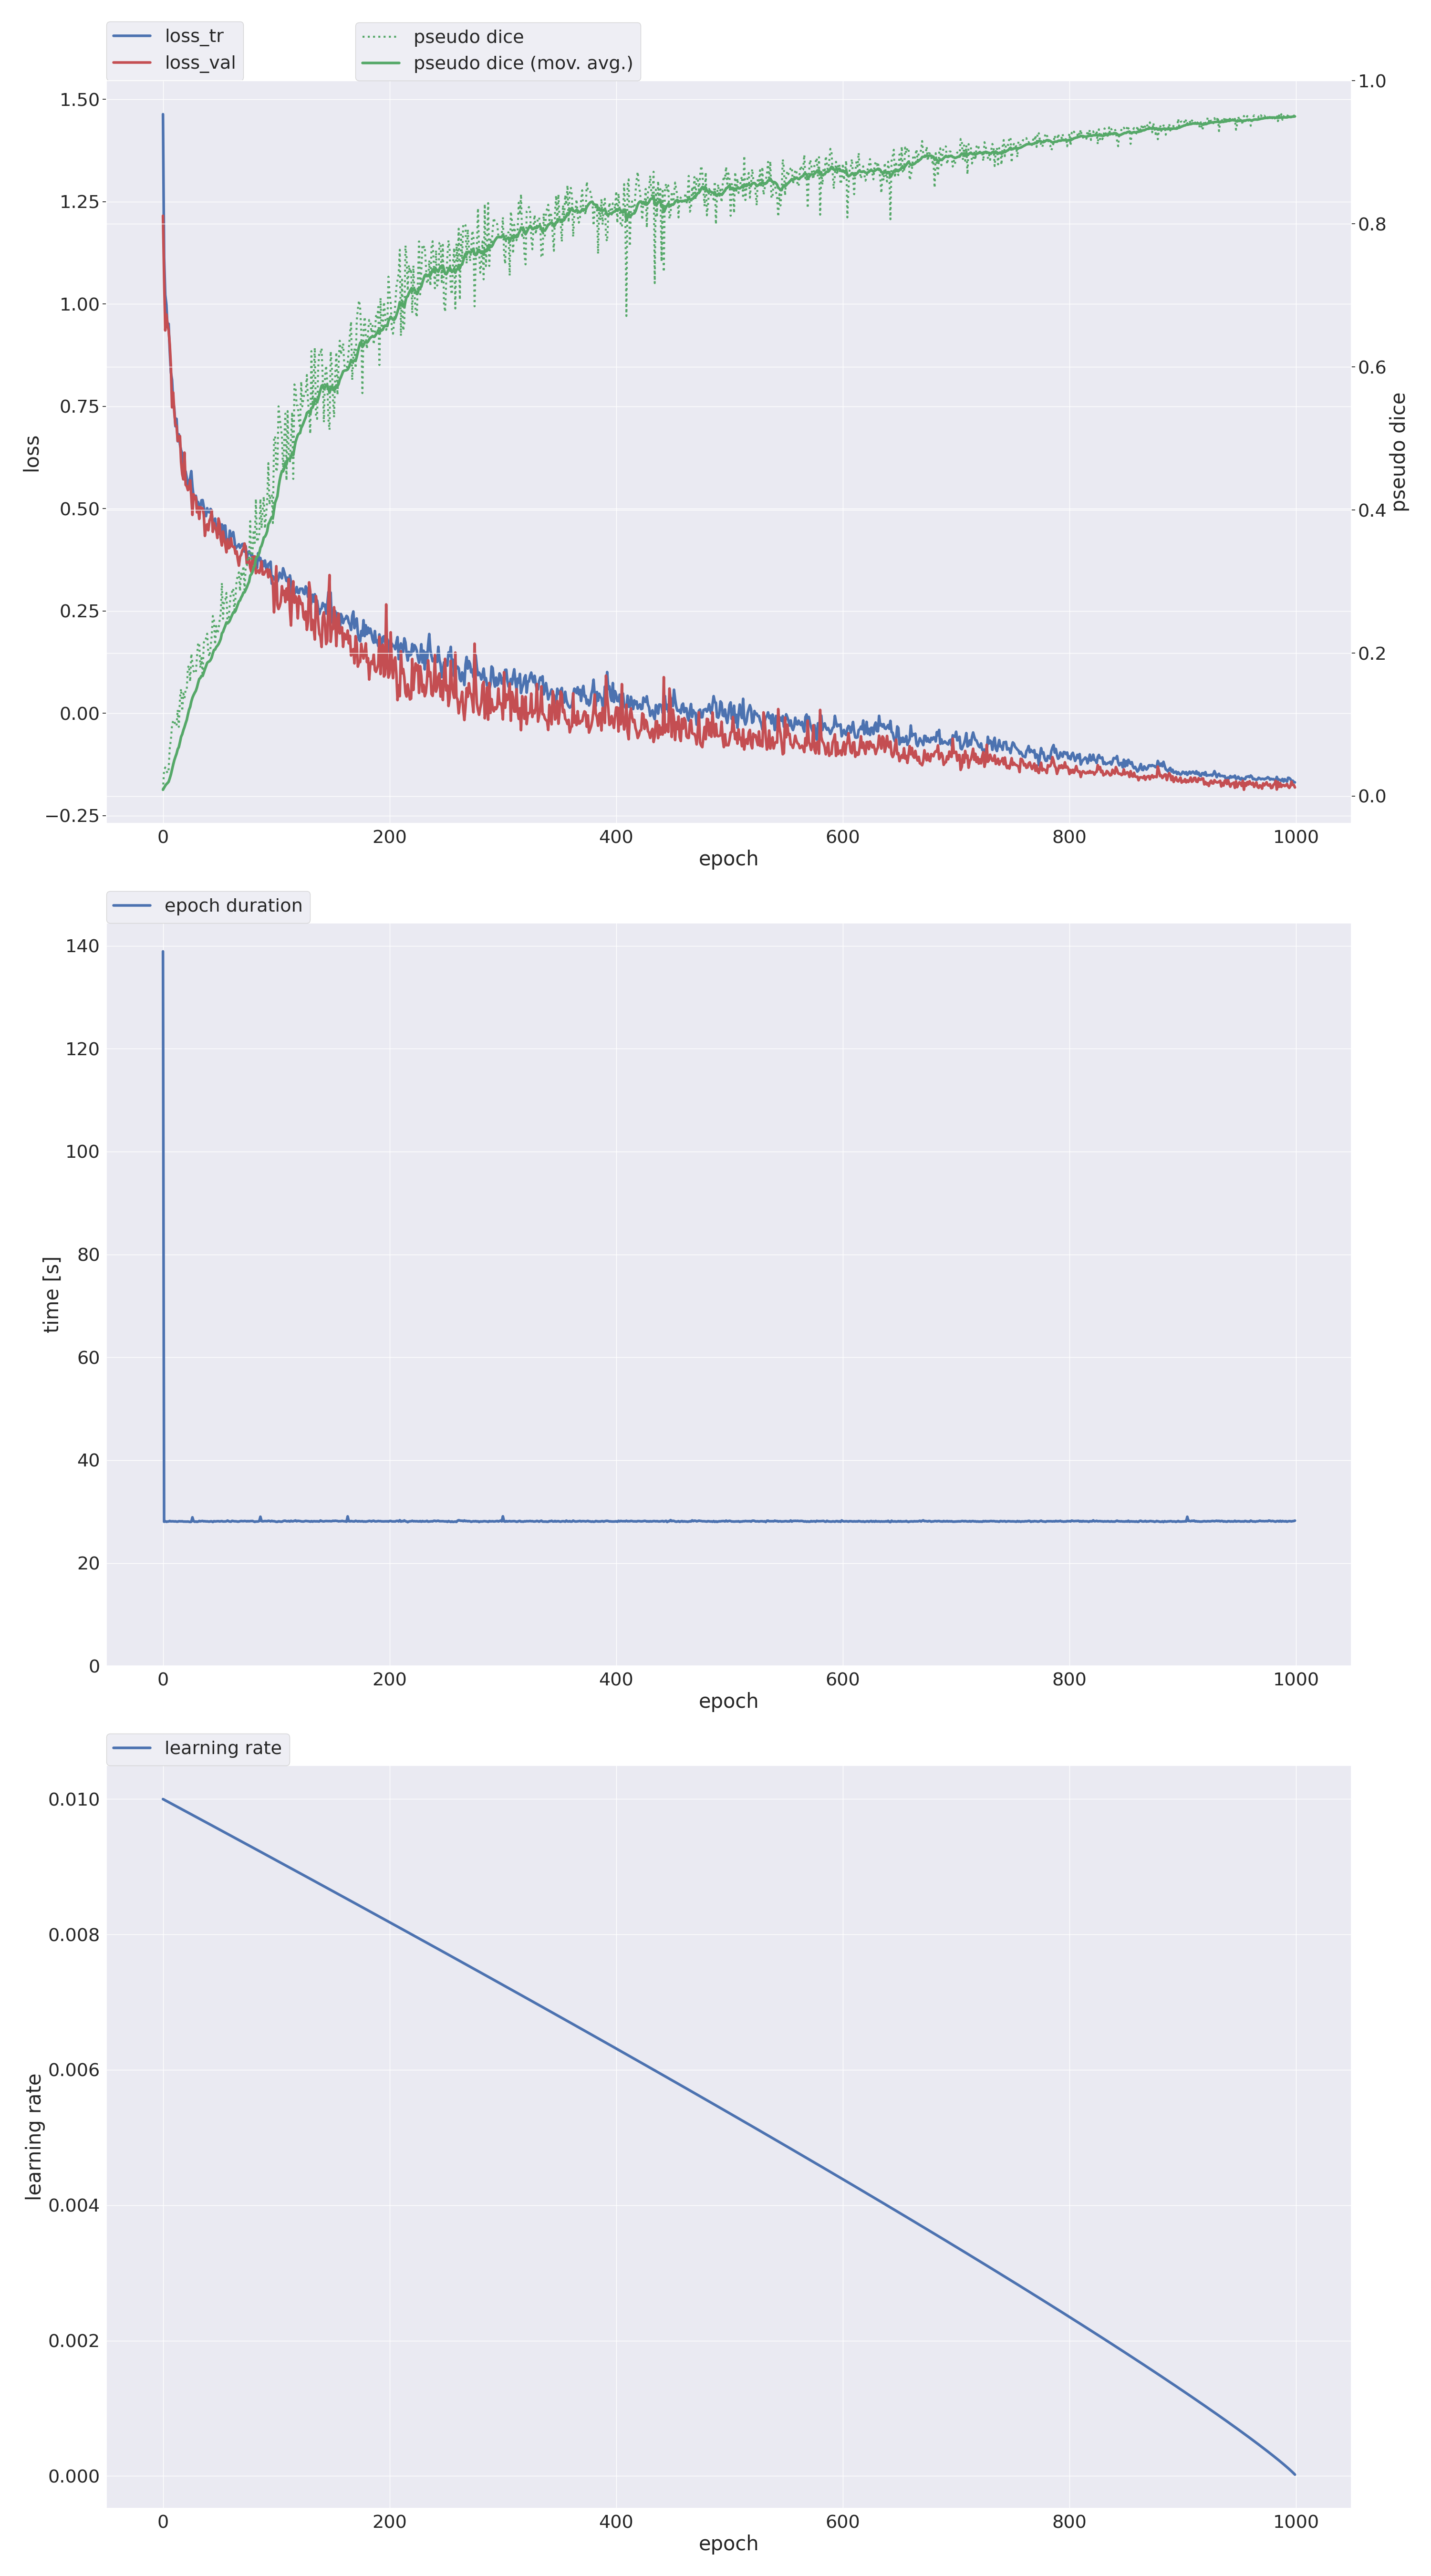 loss_tr
loss_val
pseudo dice
pseudo dice (mov. avg.)
1.50
1.25
1.00
0.75
0.50
0.25
0.00
−0.25
loss
1.0
0.8
0.6
0.4
0.2
0.0
pseudo dice
0 200 400 600 800 1000
epoch
epoch duration
140
120
100
80
60
40
20
0
time [s]
0 200 400 600 800 1000
epoch
learning rate
0.010
0.008
0.006
0.004
0.002
0.000
learning rate
0 200 400 600 800 1000
epoch